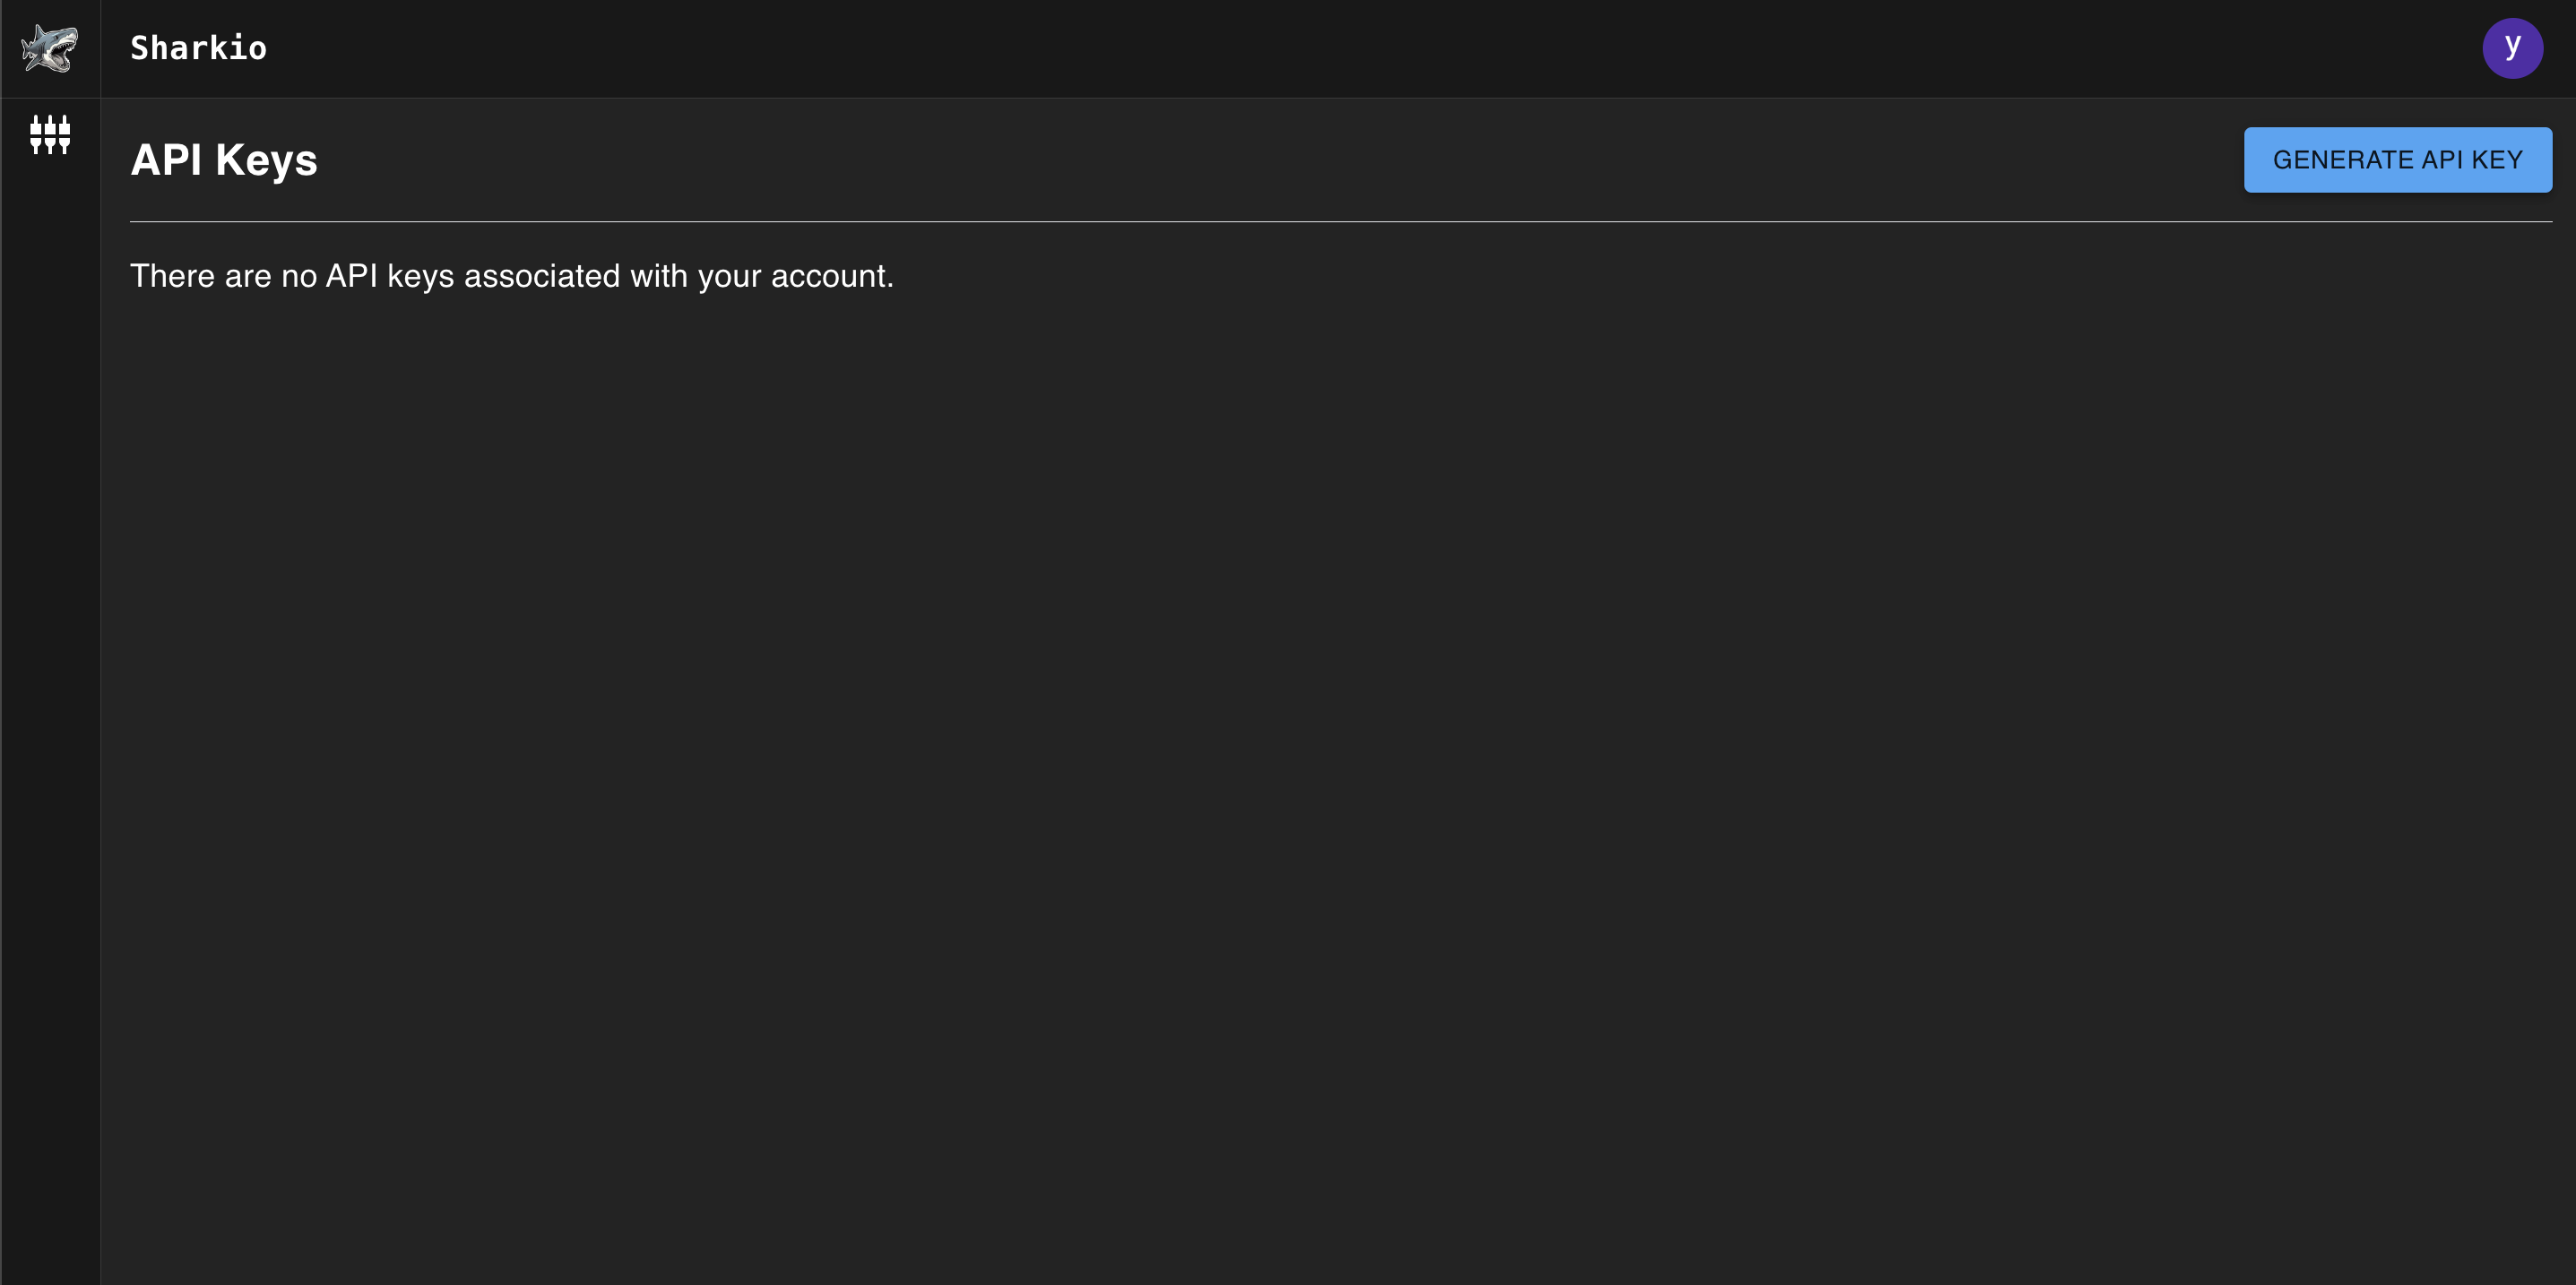 Sharkio
y
API Keys
GENERATE API KEY
There are no API keys associated with your account.